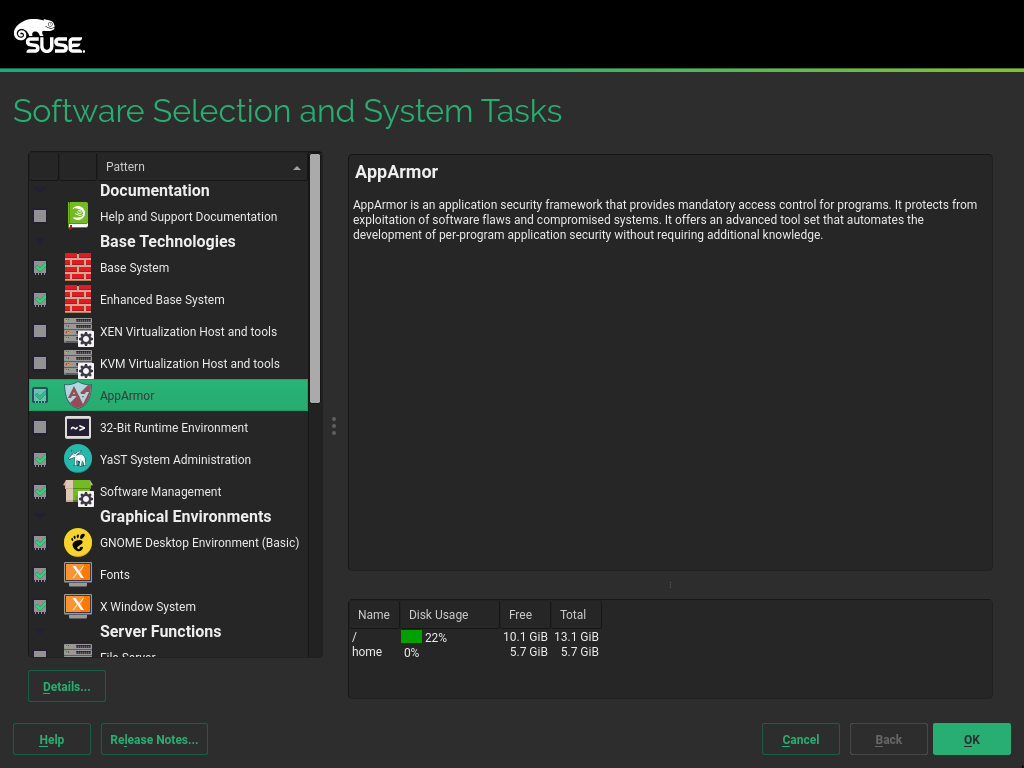 SUSE
Software Selection and System Tasks
Pattern
Documentation
Help and Support Documentation
Base Technologies
Base System
Enhanced Base System
XEN Virtualization Host and tools
KVM Virtualization Host and tools
AppArmor
32-Bit Runtime Environment
YaST System Administration
Software Management
Graphical Environments
GNOME Desktop Environment (Basic)
Fonts
X Window System
Server Functions
File Server
Details...
AppArmor
AppArmor is an application security framework that provides mandatory access control for programs. It protects from
exploitation of software flaws and compromised systems. It offers an advanced tool set that automates the
development of per-program application security without requiring additional knowledge.
Name Disk Usage Free Total
/ 22% 10.1 GiB 13.1 GiB
home 0% 5.7 GiB 5.7 GiB
Help Release Notes... Cancel Back OK